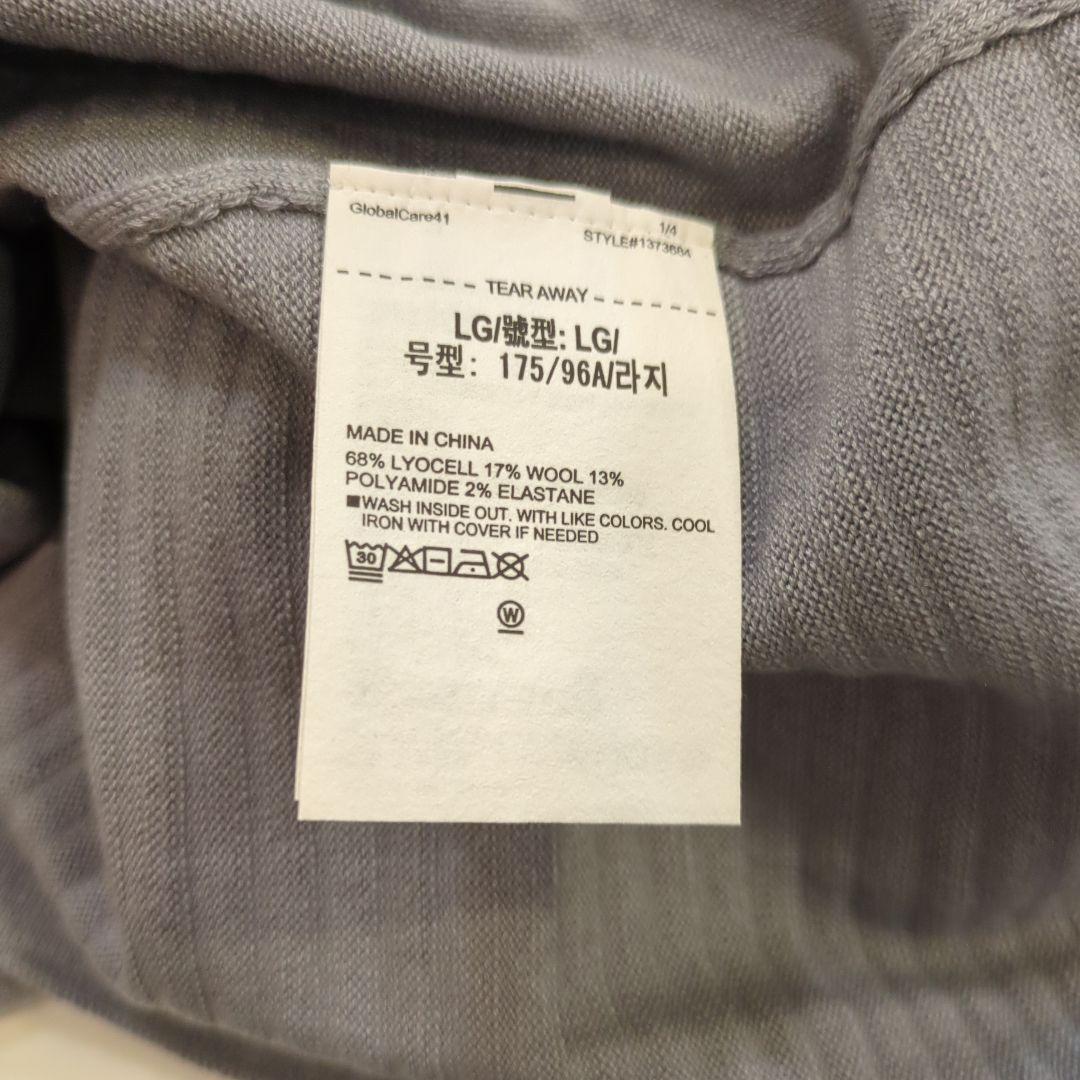 GlobalCare41
1/4
STYLE#1373684
TEAR AWAY
LG/號型: LG/
号型: 175/96A/라지
MADE IN CHINA
68% LYOCELL 17% WOOL 13%
POLYAMIDE 2% ELASTANE
■WASH INSIDE OUT. WITH LIKE COLORS. COOL
IRON WITH COVER IF NEEDED
30
W